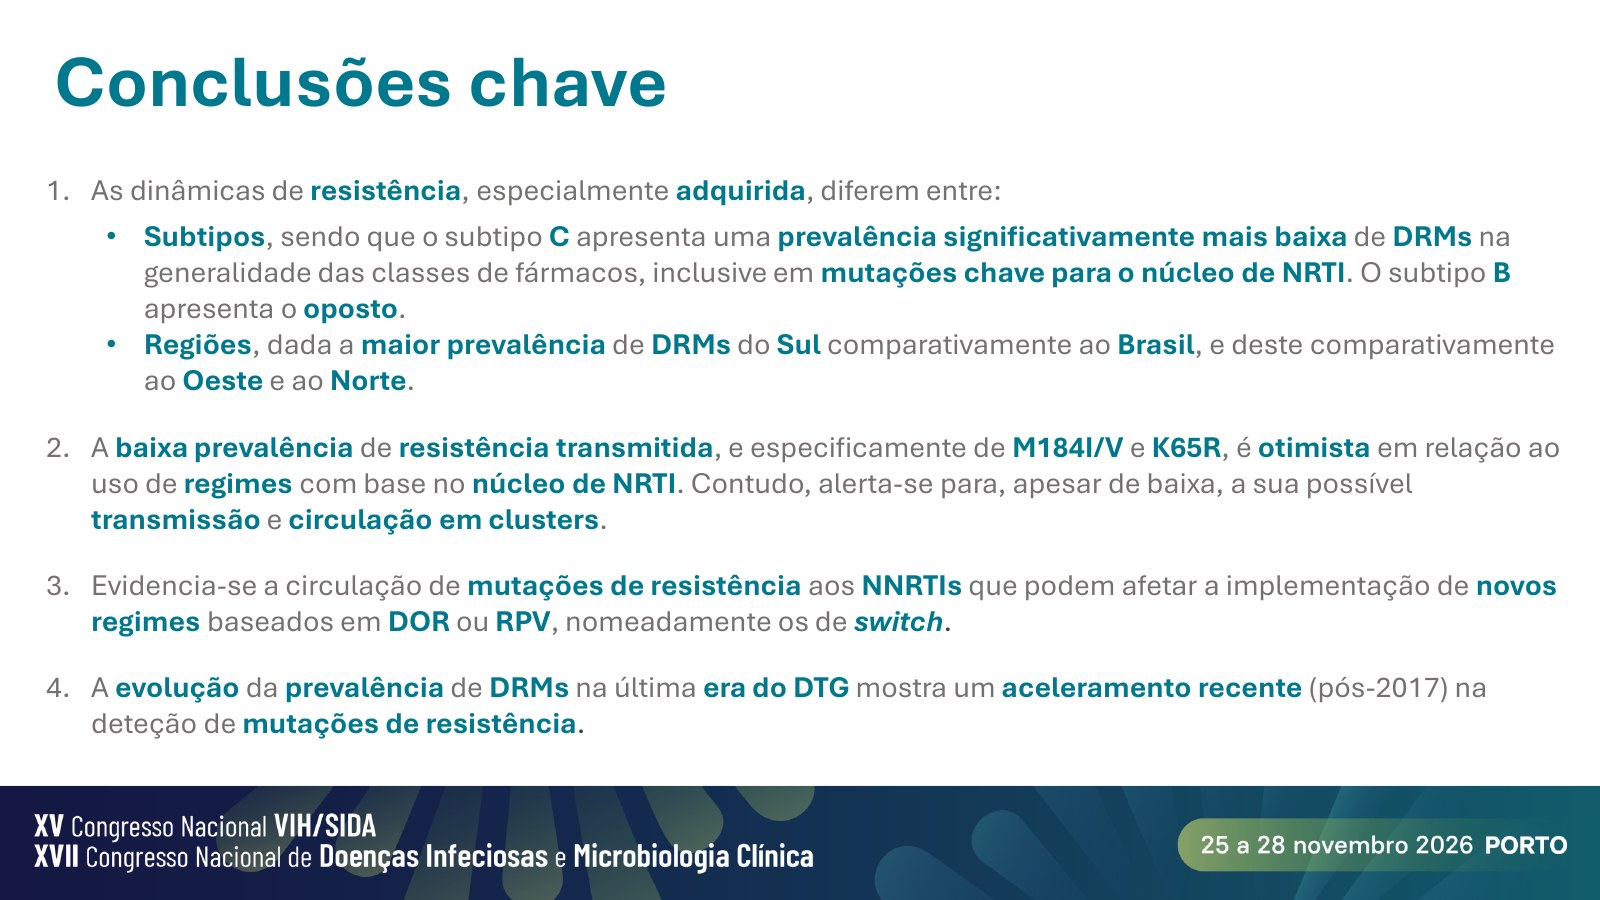 Conclusões chave
1. As dinâmicas de resistência, especialmente adquirida, diferem entre:
• Subtipos, sendo que o subtipo C apresenta uma prevalência significativamente mais baixa de DRMs na
generalidade das classes de fármacos, inclusive em mutações chave para o núcleo de NRTI. O subtipo B
apresenta o oposto.
• Regiões, dada a maior prevalência de DRMs do Sul comparativamente ao Brasil, e deste comparativamente
ao Oeste e ao Norte.
2. A baixa prevalência de resistência transmitida, e especificamente de M184I/V e K65R, é otimista em relação ao
uso de regimes com base no núcleo de NRTI. Contudo, alerta-se para, apesar de baixa, a sua possível
transmissão e circulação em clusters.
3. Evidencia-se a circulação de mutações de resistência aos NNRTIs que podem afetar a implementação de novos
regimes baseados em DOR ou RPV, nomeadamente os de switch.
4. A evolução da prevalência de DRMs na última era do DTG mostra um aceleramento recente (pós-2017) na
deteção de mutações de resistência.
XV Congresso Nacional VIH/SIDA
XVII Congresso Nacional de Doenças Infeciosas e Microbiologia Clínica
25 a 28 novembro 2026 PORTO